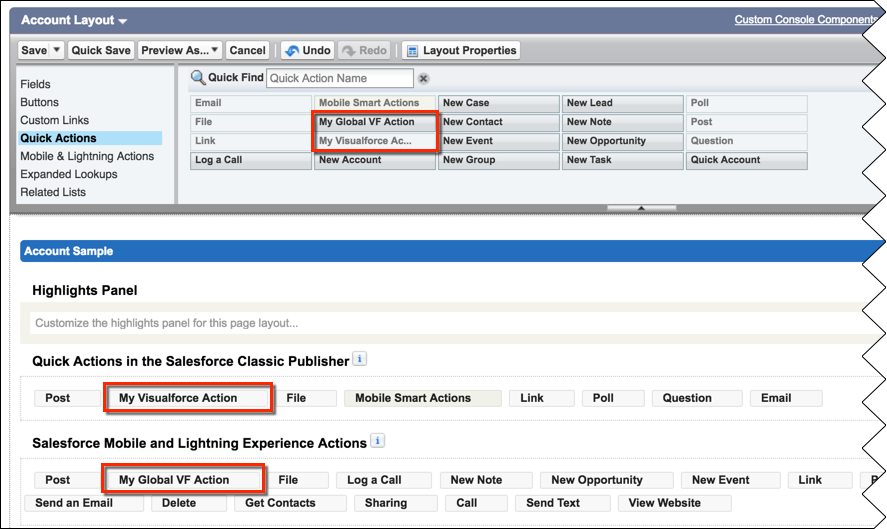 Account Layout
Custom Console Components
Save Quick Save Preview As... Cancel Undo Redo Layout Properties
Fields
Buttons
Custom Links
Quick Actions
Mobile & Lightning Actions
Expanded Lookups
Related Lists
Quick Find Quick Action Name
Email Mobile Smart Actions New Case New Lead Poll
File My Global VF Action New Contact New Note Post
Link My Visualforce Ac... New Event New Opportunity Question
Log a Call New Account New Group New Task Quick Account
Account Sample
Highlights Panel
Customize the highlights panel for this page layout...
Quick Actions in the Salesforce Classic Publisher i
Post My Visualforce Action File Mobile Smart Actions Link Poll Question Email
Salesforce Mobile and Lightning Experience Actions i
Post My Global VF Action File Log a Call New Note New Opportunity New Event Link
Send an Email Delete Get Contacts Sharing Call Send Text View Website